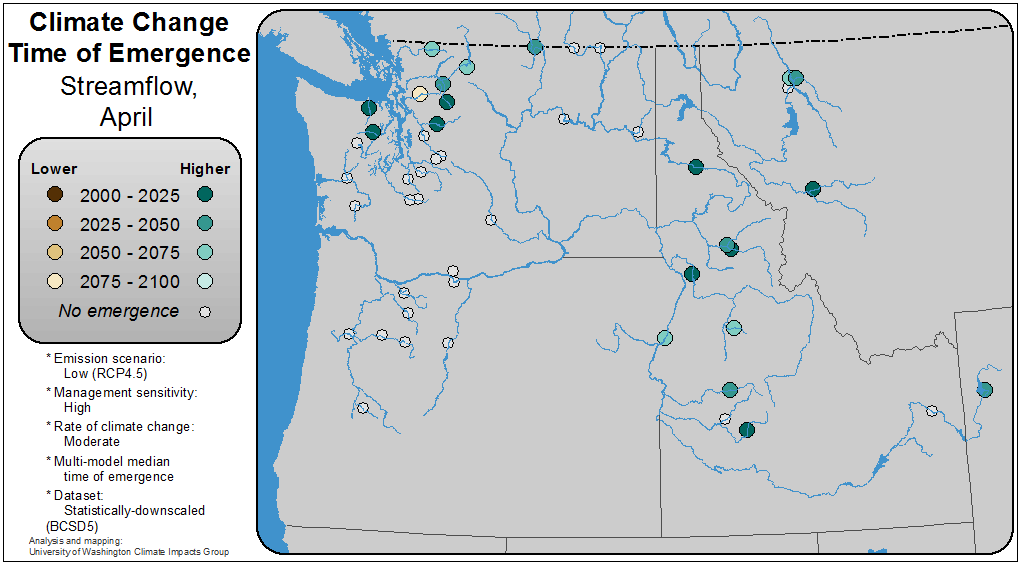 Climate Change
Time of Emergence
Streamflow,
April
Lower Higher
2000 - 2025
2025 - 2050
2050 - 2075
2075 - 2100
No emergence
* Emission scenario:
Low (RCP4.5)
* Management sensitivity:
High
* Rate of climate change:
Moderate
* Multi-model median
time of emergence
* Dataset:
Statistically-downscaled
(BCSD5)
Analysis and mapping:
University of Washington Climate Impacts Group